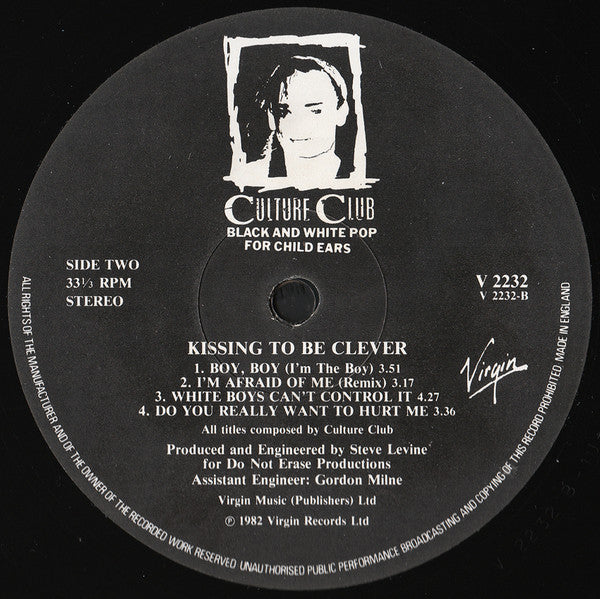 CULTURE CLUB
BLACK AND WHITE POP
FOR CHILD EARS
SIDE TWO
33⅓ RPM
STEREO
V 2232
V 2232-B
KISSING TO BE CLEVER
1. BOY, BOY (I'm The Boy) 3.51
2. I'M AFRAID OF ME (Remix) 3.17
3. WHITE BOYS CAN'T CONTROL IT 4.27
4. DO YOU REALLY WANT TO HURT ME 3.36
All titles composed by Culture Club
Virgin
Produced and Engineered by Steve Levine
for Do Not Erase Productions
Assistant Engineer: Gordon Milne
Virgin Music (Publishers) Ltd
℗ 1982 Virgin Records Ltd
ALL RIGHTS OF THE MANUFACTURER AND OF THE OWNER OF THE RECORDED WORK RESERVED UNAUTHORISED PUBLIC PERFORMANCE BROADCASTING AND COPYING OF THIS RECORD PROHIBITED MADE IN ENGLAND
V 2232 B